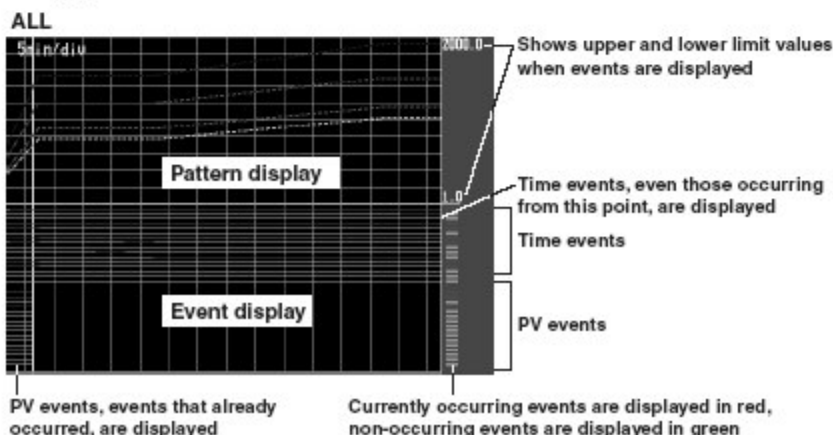 ALL
5min/div
2000.0
Shows upper and lower limit values
when events are displayed
Pattern display
1.0
Time events, even those occurring
from this point, are displayed
Time events
Event display
PV events
PV events, events that already
occurred, are displayed
Currently occurring events are displayed in red,
non-occurring events are displayed in green